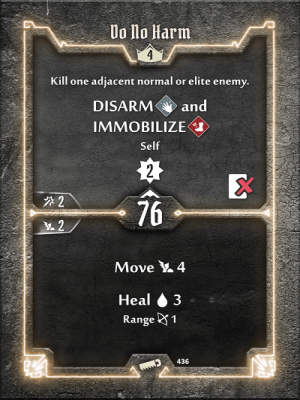 Do No Harm
4
Kill one adjacent normal or elite enemy.
DISARM and
IMMOBILIZE
Self
2
2
76
2
Move 4
Heal 3
Range 1
436